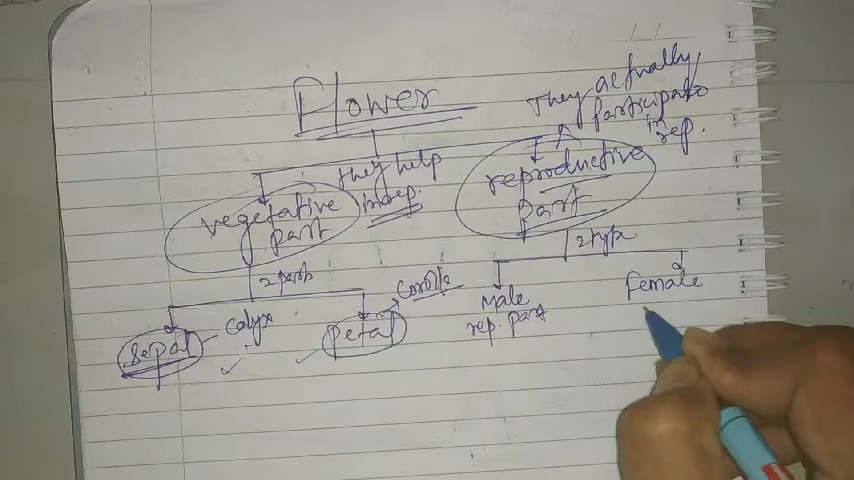 Flower
They actually
participate
in rep.
They help
in rep.
vegetative
part
reproductive
part
2 parts
2 type
Sepal
Calyx
Petal
Corolla
Male
rep. part
Female